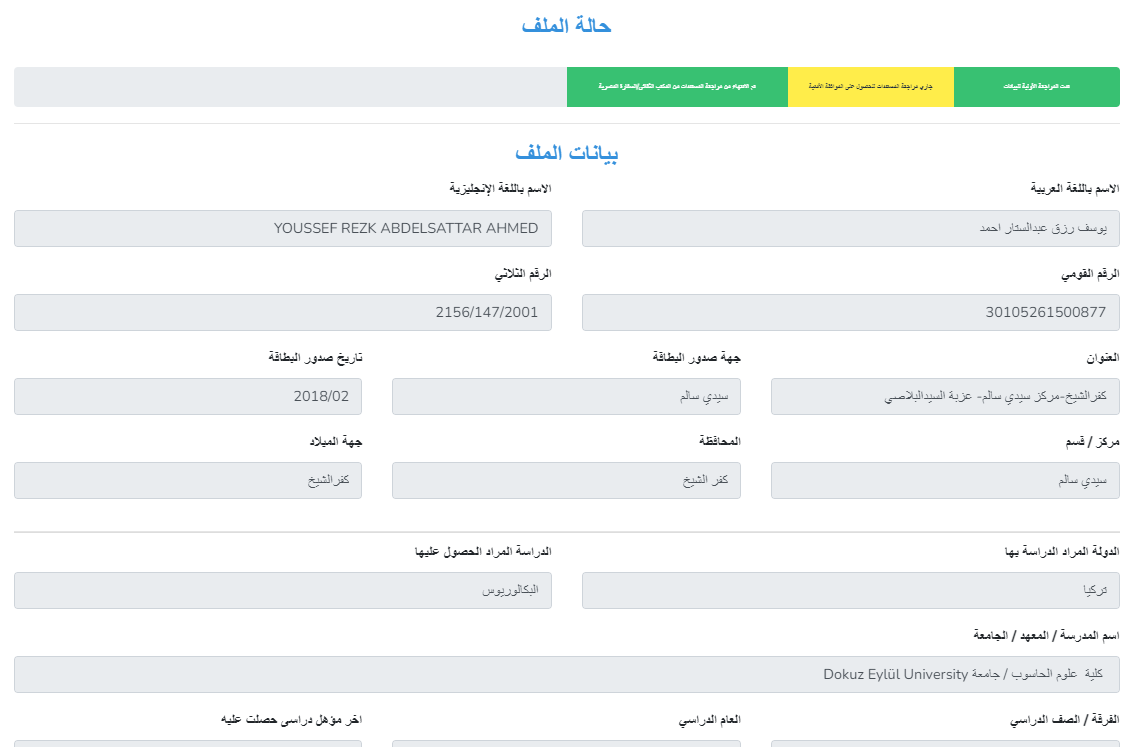 حالة الملف
تمت المراجعة الأولية للبيانات
جاري مراجعة المستندات للحصول على الموافقة الأمنية
تم الانتهاء من مراجعة المستندات من المكتب الثقافي/السفارة المصرية
بيانات الملف
الاسم باللغة العربية
الاسم باللغة الإنجليزية
يوسف رزق عبدالستار احمد
YOUSSEF REZK ABDELSATTAR AHMED
الرقم القومي
الرقم الثلاثي
30105261500877
2156/147/2001
العنوان
جهة صدور البطاقة
تاريخ صدور البطاقة
كفرالشيخ-مركز سيدي سالم- عزبة السيدالبلاصي
سيدي سالم
2018/02
مركز / قسم
المحافظة
جهة الميلاد
سيدي سالم
كفر الشيخ
كفرالشيخ
الدولة المراد الدراسة بها
الدراسة المراد الحصول عليها
تركيا
البكالوريوس
اسم المدرسة / المعهد / الجامعة
كلية علوم الحاسوب / جامعة Dokuz Eylül University
الفرقة / الصف الدراسي
العام الدراسي
اخر مؤهل دراسى حصلت عليه